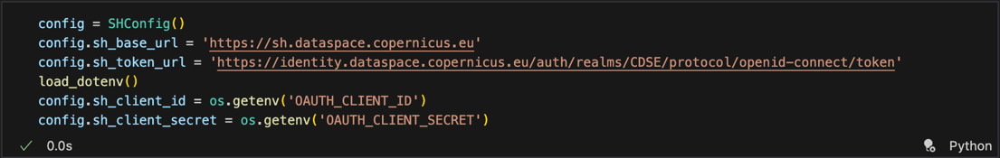 config = SHConfig()
config.sh_base_url = 'https://sh.dataspace.copernicus.eu'
config.sh_token_url = 'https://identity.dataspace.copernicus.eu/auth/realms/CDSE/protocol/openid-connect/token'
load_dotenv()
config.sh_client_id = os.getenv('OAUTH_CLIENT_ID')
config.sh_client_secret = os.getenv('OAUTH_CLIENT_SECRET')
✓ 0.0s Python